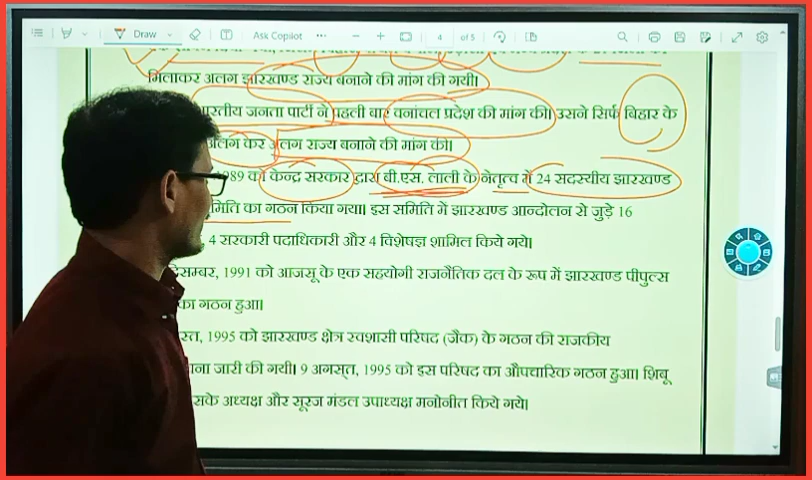 Draw
Ask Copilot
4 of 5
मिलाकर अलग झारखण्ड राज्य बनाने की मांग की गयी।
भारतीय जनता पार्टी ने पहली बार वनांचल प्रदेश की मांग की। उसने सिर्फ बिहार के
अलग केर अलग राज्य बनाने की मांग की।
1989 को केन्द्र सरकार द्वारा बी.एस. लाली के नेतृत्व में 24 सदस्यीय झारखण्ड
मिति का गठन किया गया। इस समिति में झारखण्ड आन्दोलन से जुड़े 16
4 सरकारी पदाधिकारी और 4 विशेषज्ञ शामिल किये गये।
दिसम्बर, 1991 को आजसू के एक सहयोगी राजनैतिक दल के रूप में झारखण्ड पीपुल्स
का गठन हुआ।
स्त, 1995 को झारखण्ड क्षेत्र स्वशासी परिषद (जैक) के गठन की राजकीय
ना जारी की गयी। 9 अगस्त, 1995 को इस परिषद का औपचारिक गठन हुआ। शिबू
सके अध्यक्ष और सूरज मंडल उपाध्यक्ष मनोनीत किये गये।